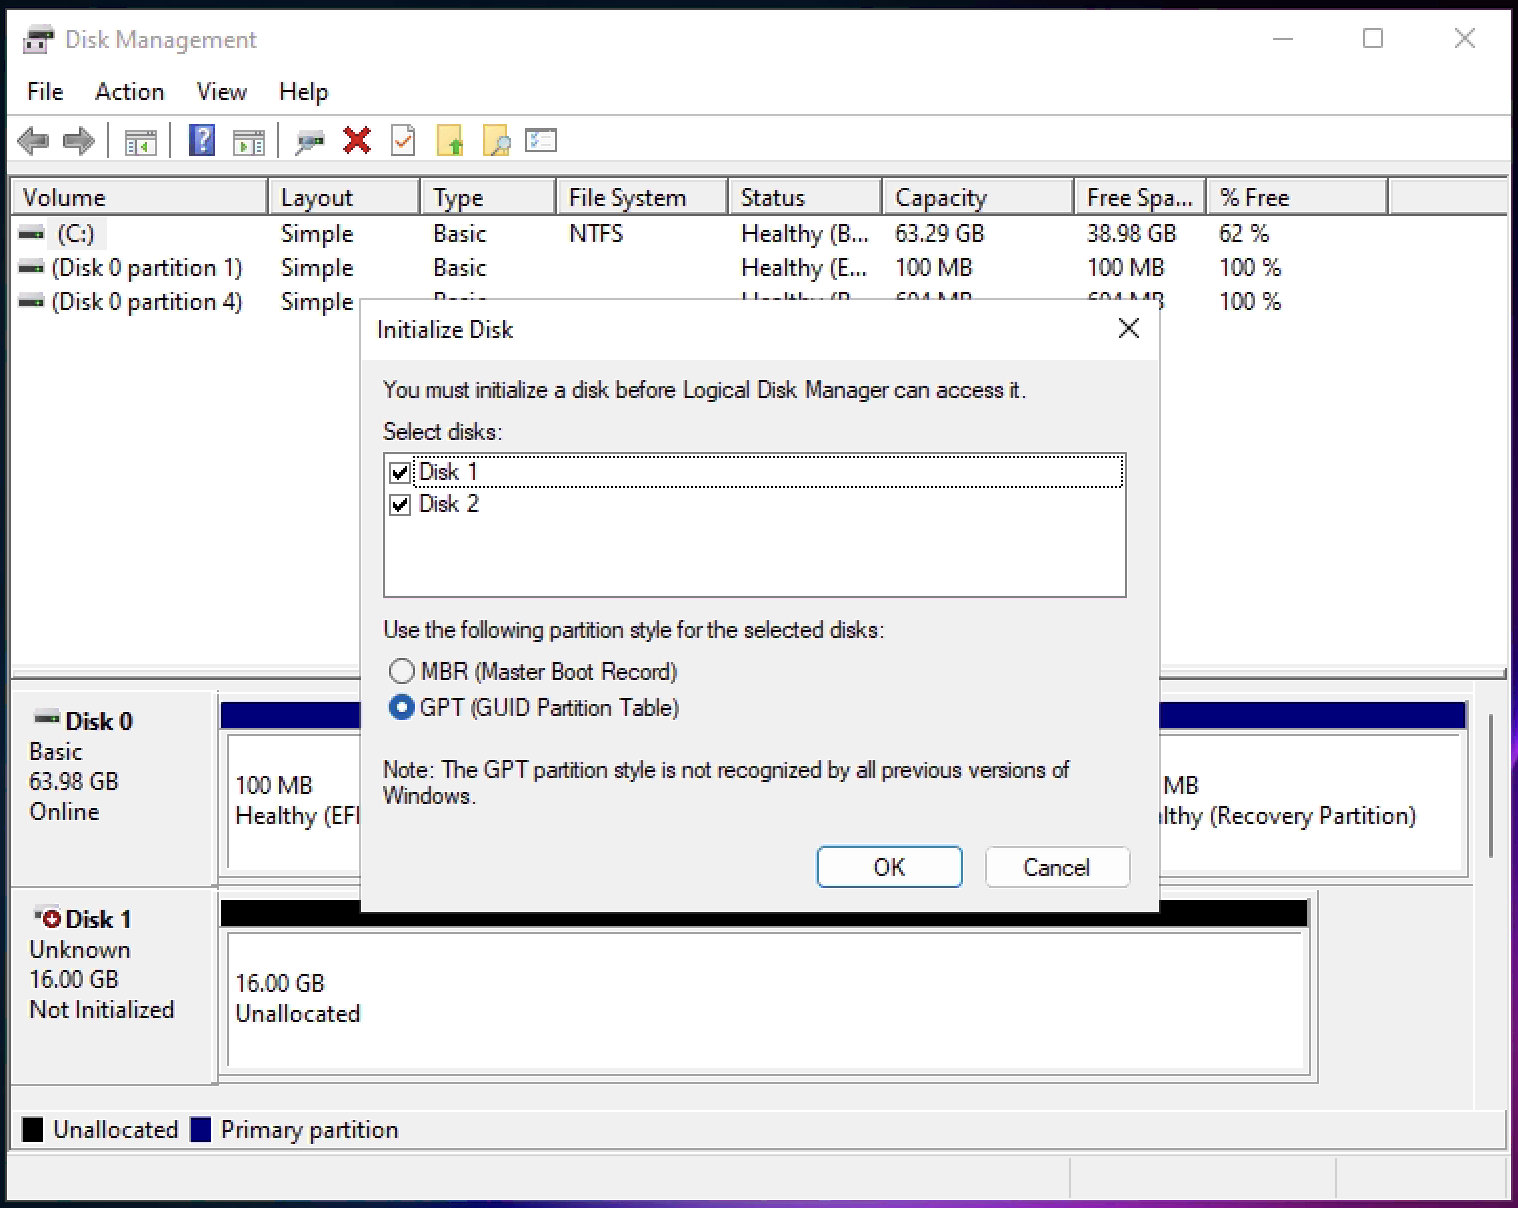 Disk Management
File Action View Help
Volume Layout Type File System Status Capacity Free Spa... % Free
(C:) Simple Basic NTFS Healthy (B... 63.29 GB 38.98 GB 62 %
(Disk 0 partition 1) Simple Basic Healthy (E... 100 MB 100 MB 100 %
(Disk 0 partition 4) Simple Basic Healthy (R... 604 MB 604 MB 100 %
Initialize Disk
You must initialize a disk before Logical Disk Manager can access it.
Select disks:
Disk 1
Disk 2
Use the following partition style for the selected disks:
MBR (Master Boot Record)
GPT (GUID Partition Table)
Note: The GPT partition style is not recognized by all previous versions of
Windows.
OK Cancel
Disk 0
Basic
63.98 GB
Online
100 MB
Healthy (EFI
MB
lthy (Recovery Partition)
Disk 1
Unknown
16.00 GB
Not Initialized
16.00 GB
Unallocated
Unallocated Primary partition